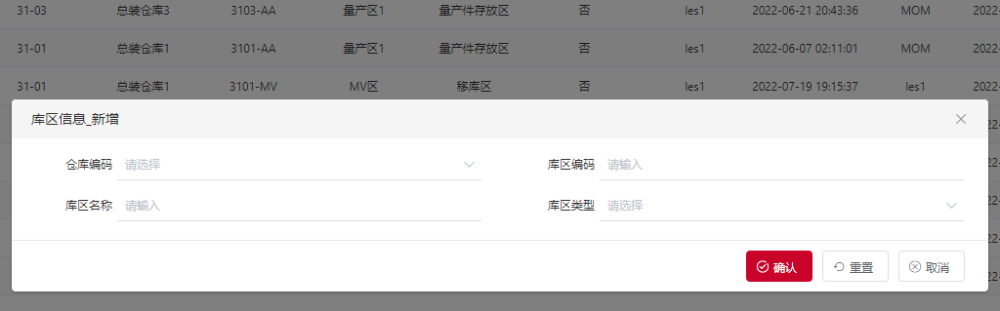 31-03 总装仓库3 3103-AA 量产区1 量产件存放区 否 les1 2022-06-21 20:43:36 MOM 2022
31-01 总装仓库1 3101-AA 量产区1 量产件存放区 否 les1 2022-06-07 02:11:01 MOM 2022-
31-01 总装仓库1 3101-MV MV区 移库区 否 les1 2022-07-19 19:15:37 les1 2022-
库区信息_新增
仓库编码 请选择 库区编码 请输入
库区名称 请输入 库区类型 请选择
确认 重置 取消